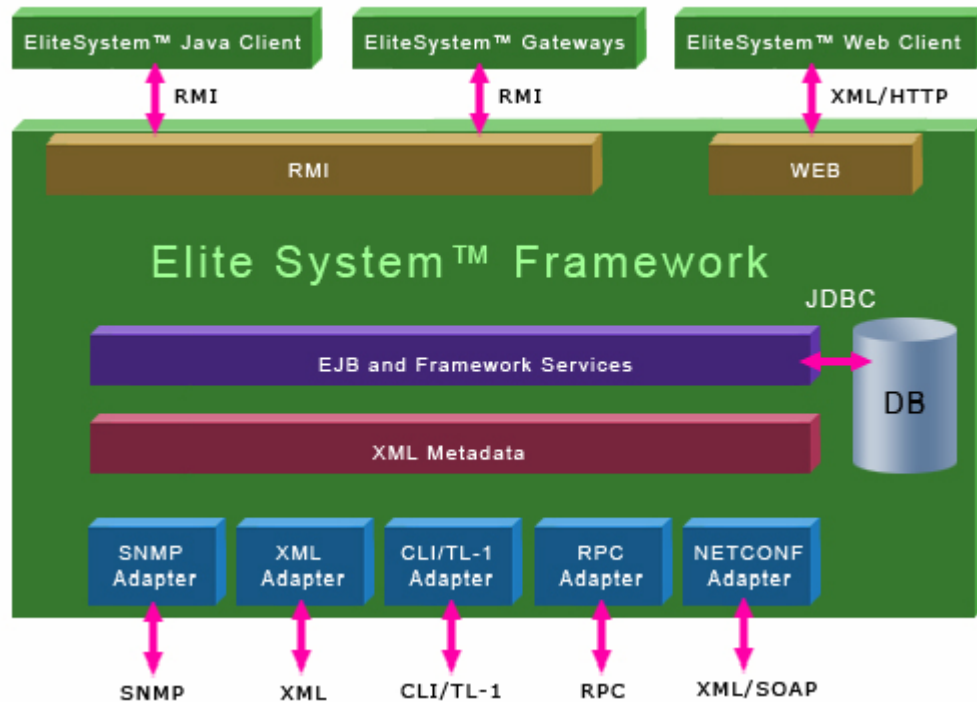 EliteSystem™ Java Client
EliteSystem™ Gateways
EliteSystem™ Web Client
RMI
RMI
XML/HTTP
RMI
WEB
Elite System™ Framework
JDBC
EJB and Framework Services
DB
XML Metadata
SNMP
Adapter
XML
Adapter
CLI/TL-1
Adapter
RPC
Adapter
NETCONF
Adapter
SNMP
XML
CLI/TL-1
RPC
XML/SOAP